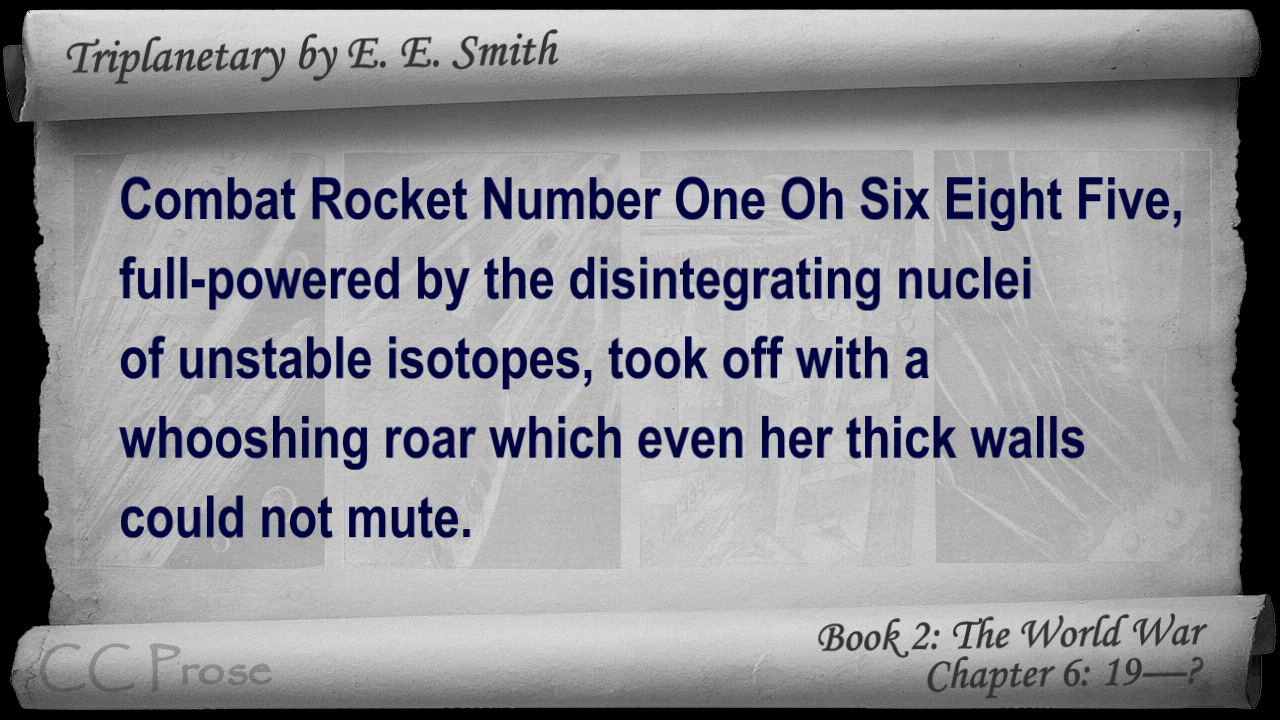 Triplanetary by E. E. Smith
Combat Rocket Number One Oh Six Eight Five,
full-powered by the disintegrating nuclei
of unstable isotopes, took off with a
whooshing roar which even her thick walls
could not mute.
Book 2: The World War
Chapter 6: 19—?
CC Prose